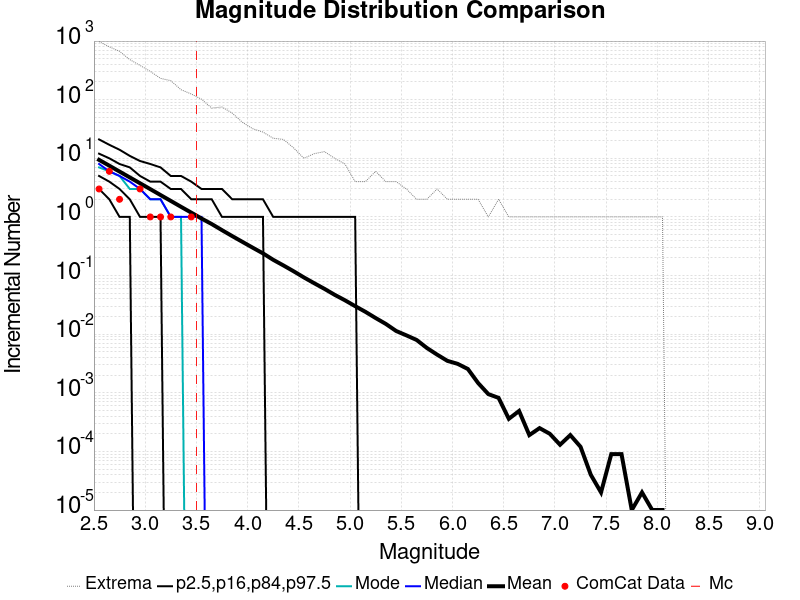 Magnitude Distribution Comparison
Incremental Number
10^3
10^2
10^1
10^0
10^-1
10^-2
10^-3
10^-4
10^-5
2.5 3.0 3.5 4.0 4.5 5.0 5.5 6.0 6.5 7.0 7.5 8.0 8.5 9.0
Magnitude
Extrema p2.5,p16,p84,p97.5 Mode Median Mean ComCat Data Mc